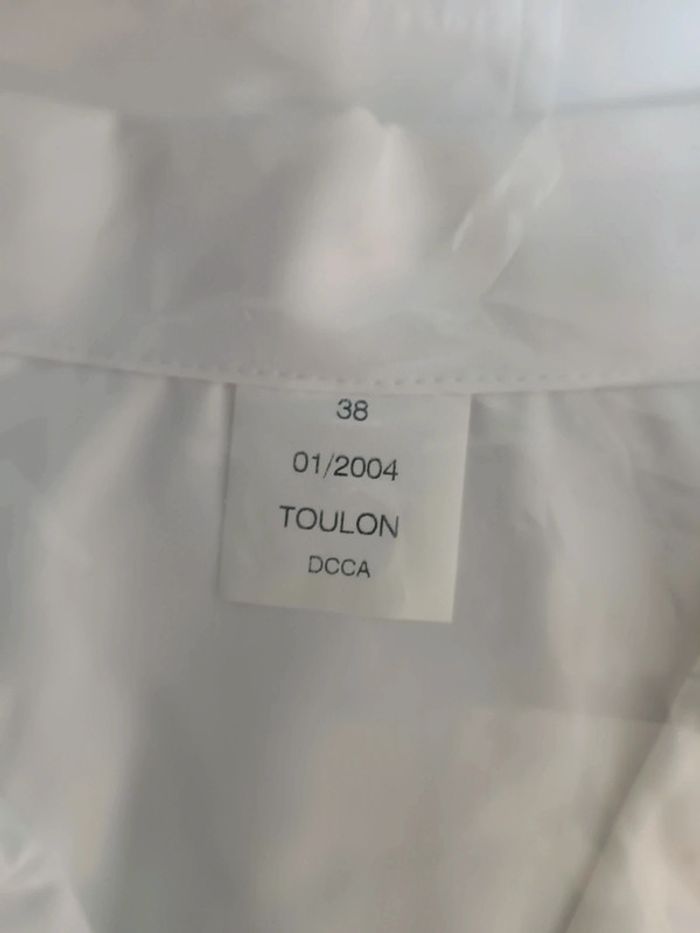 38
01/2004
TOULON
DCCA